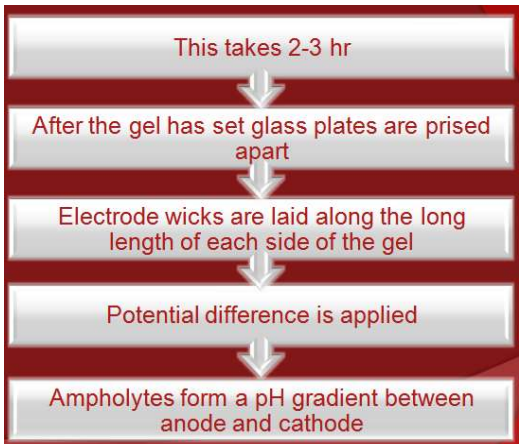 This takes 2-3 hr
After the gel has set glass plates are prised
apart
Electrode wicks are laid along the long
length of each side of the gel
Potential difference is applied
Ampholytes form a pH gradient between
anode and cathode